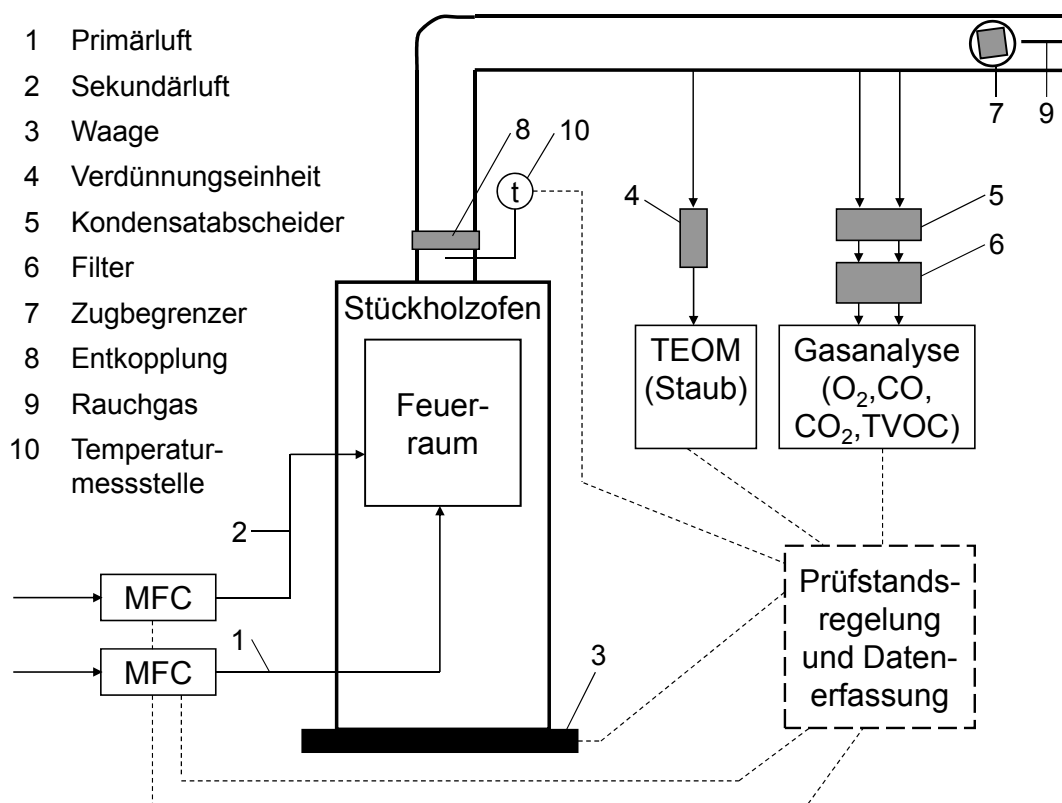 1 Primärluft
2 Sekundärluft
3 Waage
4 Verdünnungseinheit
5 Kondensatabscheider
6 Filter
7 Zugbegrenzer
8 Entkopplung
9 Rauchgas
10 Temperatur-
messstelle
7
9
8
10
t
4
5
6
Stückholzofen
Feuer-
raum
TEOM
(Staub)
Gasanalyse
(O₂,CO,
CO₂,TVOC)
2
MFC
1
MFC
3
Prüfstands-
regelung
und Daten-
erfassung